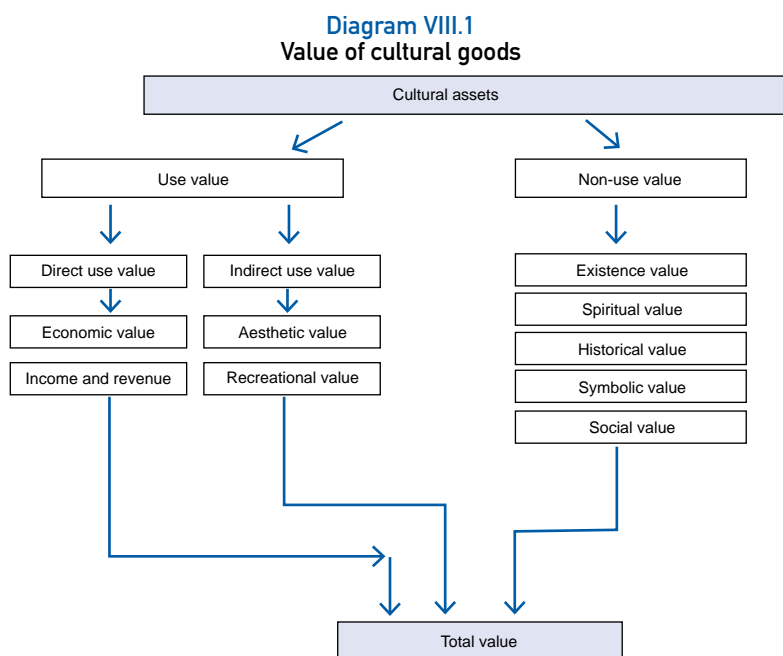 Diagram VIII.1
Value of cultural goods
Cultural assets
Use value
Non-use value
Direct use value
Indirect use value
Existence value
Spiritual value
Economic value
Aesthetic value
Historical value
Income and revenue
Recreational value
Symbolic value
Social value
Total value